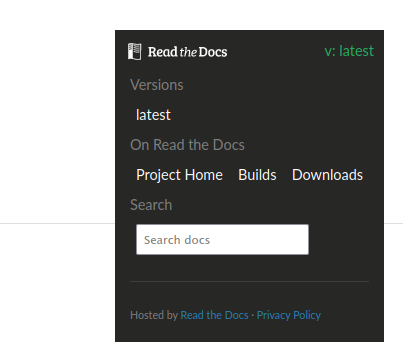 Read the Docs v: latest
Versions
latest
On Read the Docs
Project Home Builds Downloads
Search
Search docs
Hosted by Read the Docs · Privacy Policy